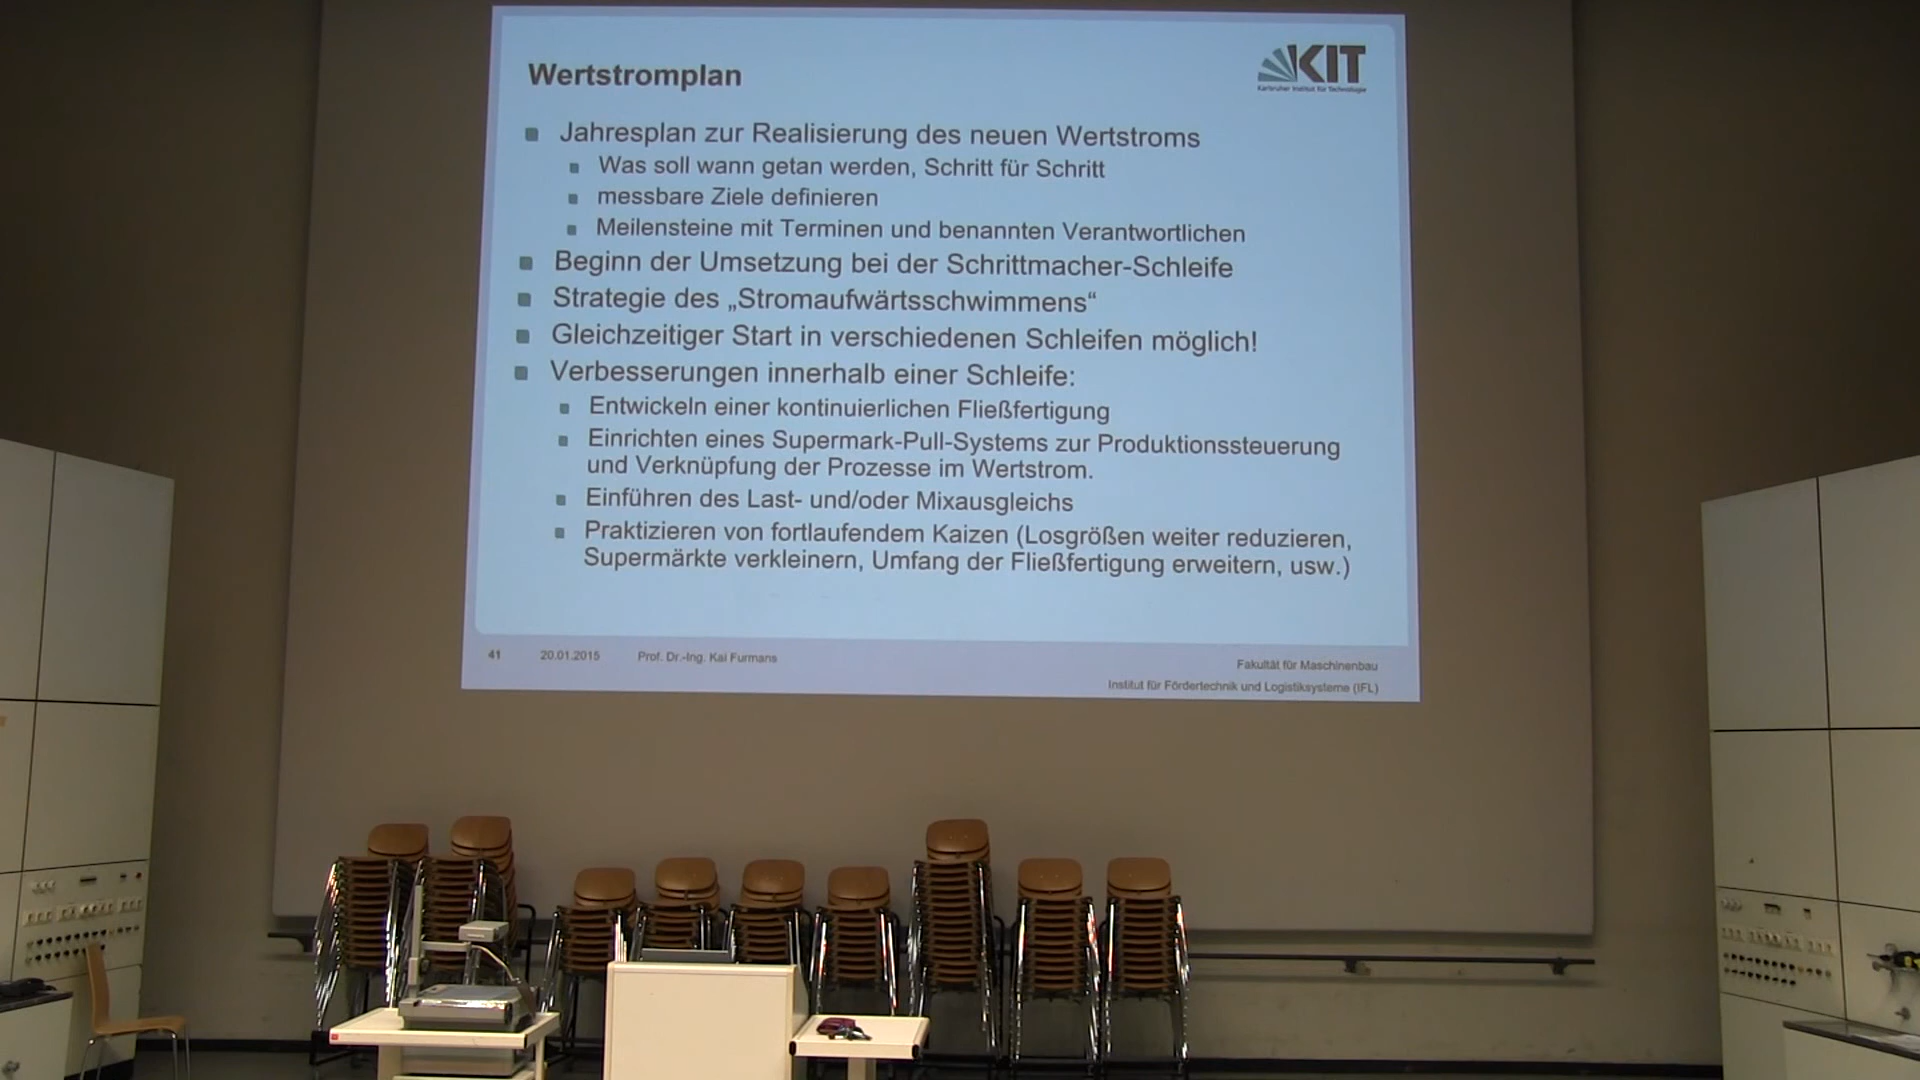 Wertstromplan
KIT
Karlsruher Institut für Technologie
Jahresplan zur Realisierung des neuen Wertstroms
Was soll wann getan werden, Schritt für Schritt
messbare Ziele definieren
Meilensteine mit Terminen und benannten Verantwortlichen
Beginn der Umsetzung bei der Schrittmacher-Schleife
Strategie des „Stromaufwärtsschwimmens“
Gleichzeitiger Start in verschiedenen Schleifen möglich!
Verbesserungen innerhalb einer Schleife:
Entwickeln einer kontinuierlichen Fließfertigung
Einrichten eines Supermark-Pull-Systems zur Produktionssteuerung
und Verknüpfung der Prozesse im Wertstrom.
Einführen des Last- und/oder Mixausgleichs
Praktizieren von fortlaufendem Kaizen (Losgrößen weiter reduzieren,
Supermärkte verkleinern, Umfang der Fließfertigung erweitern, usw.)
41 20.01.2015 Prof. Dr.-Ing. Kai Furmans
Fakultät für Maschinenbau
Institut für Fördertechnik und Logistiksysteme (IFL)